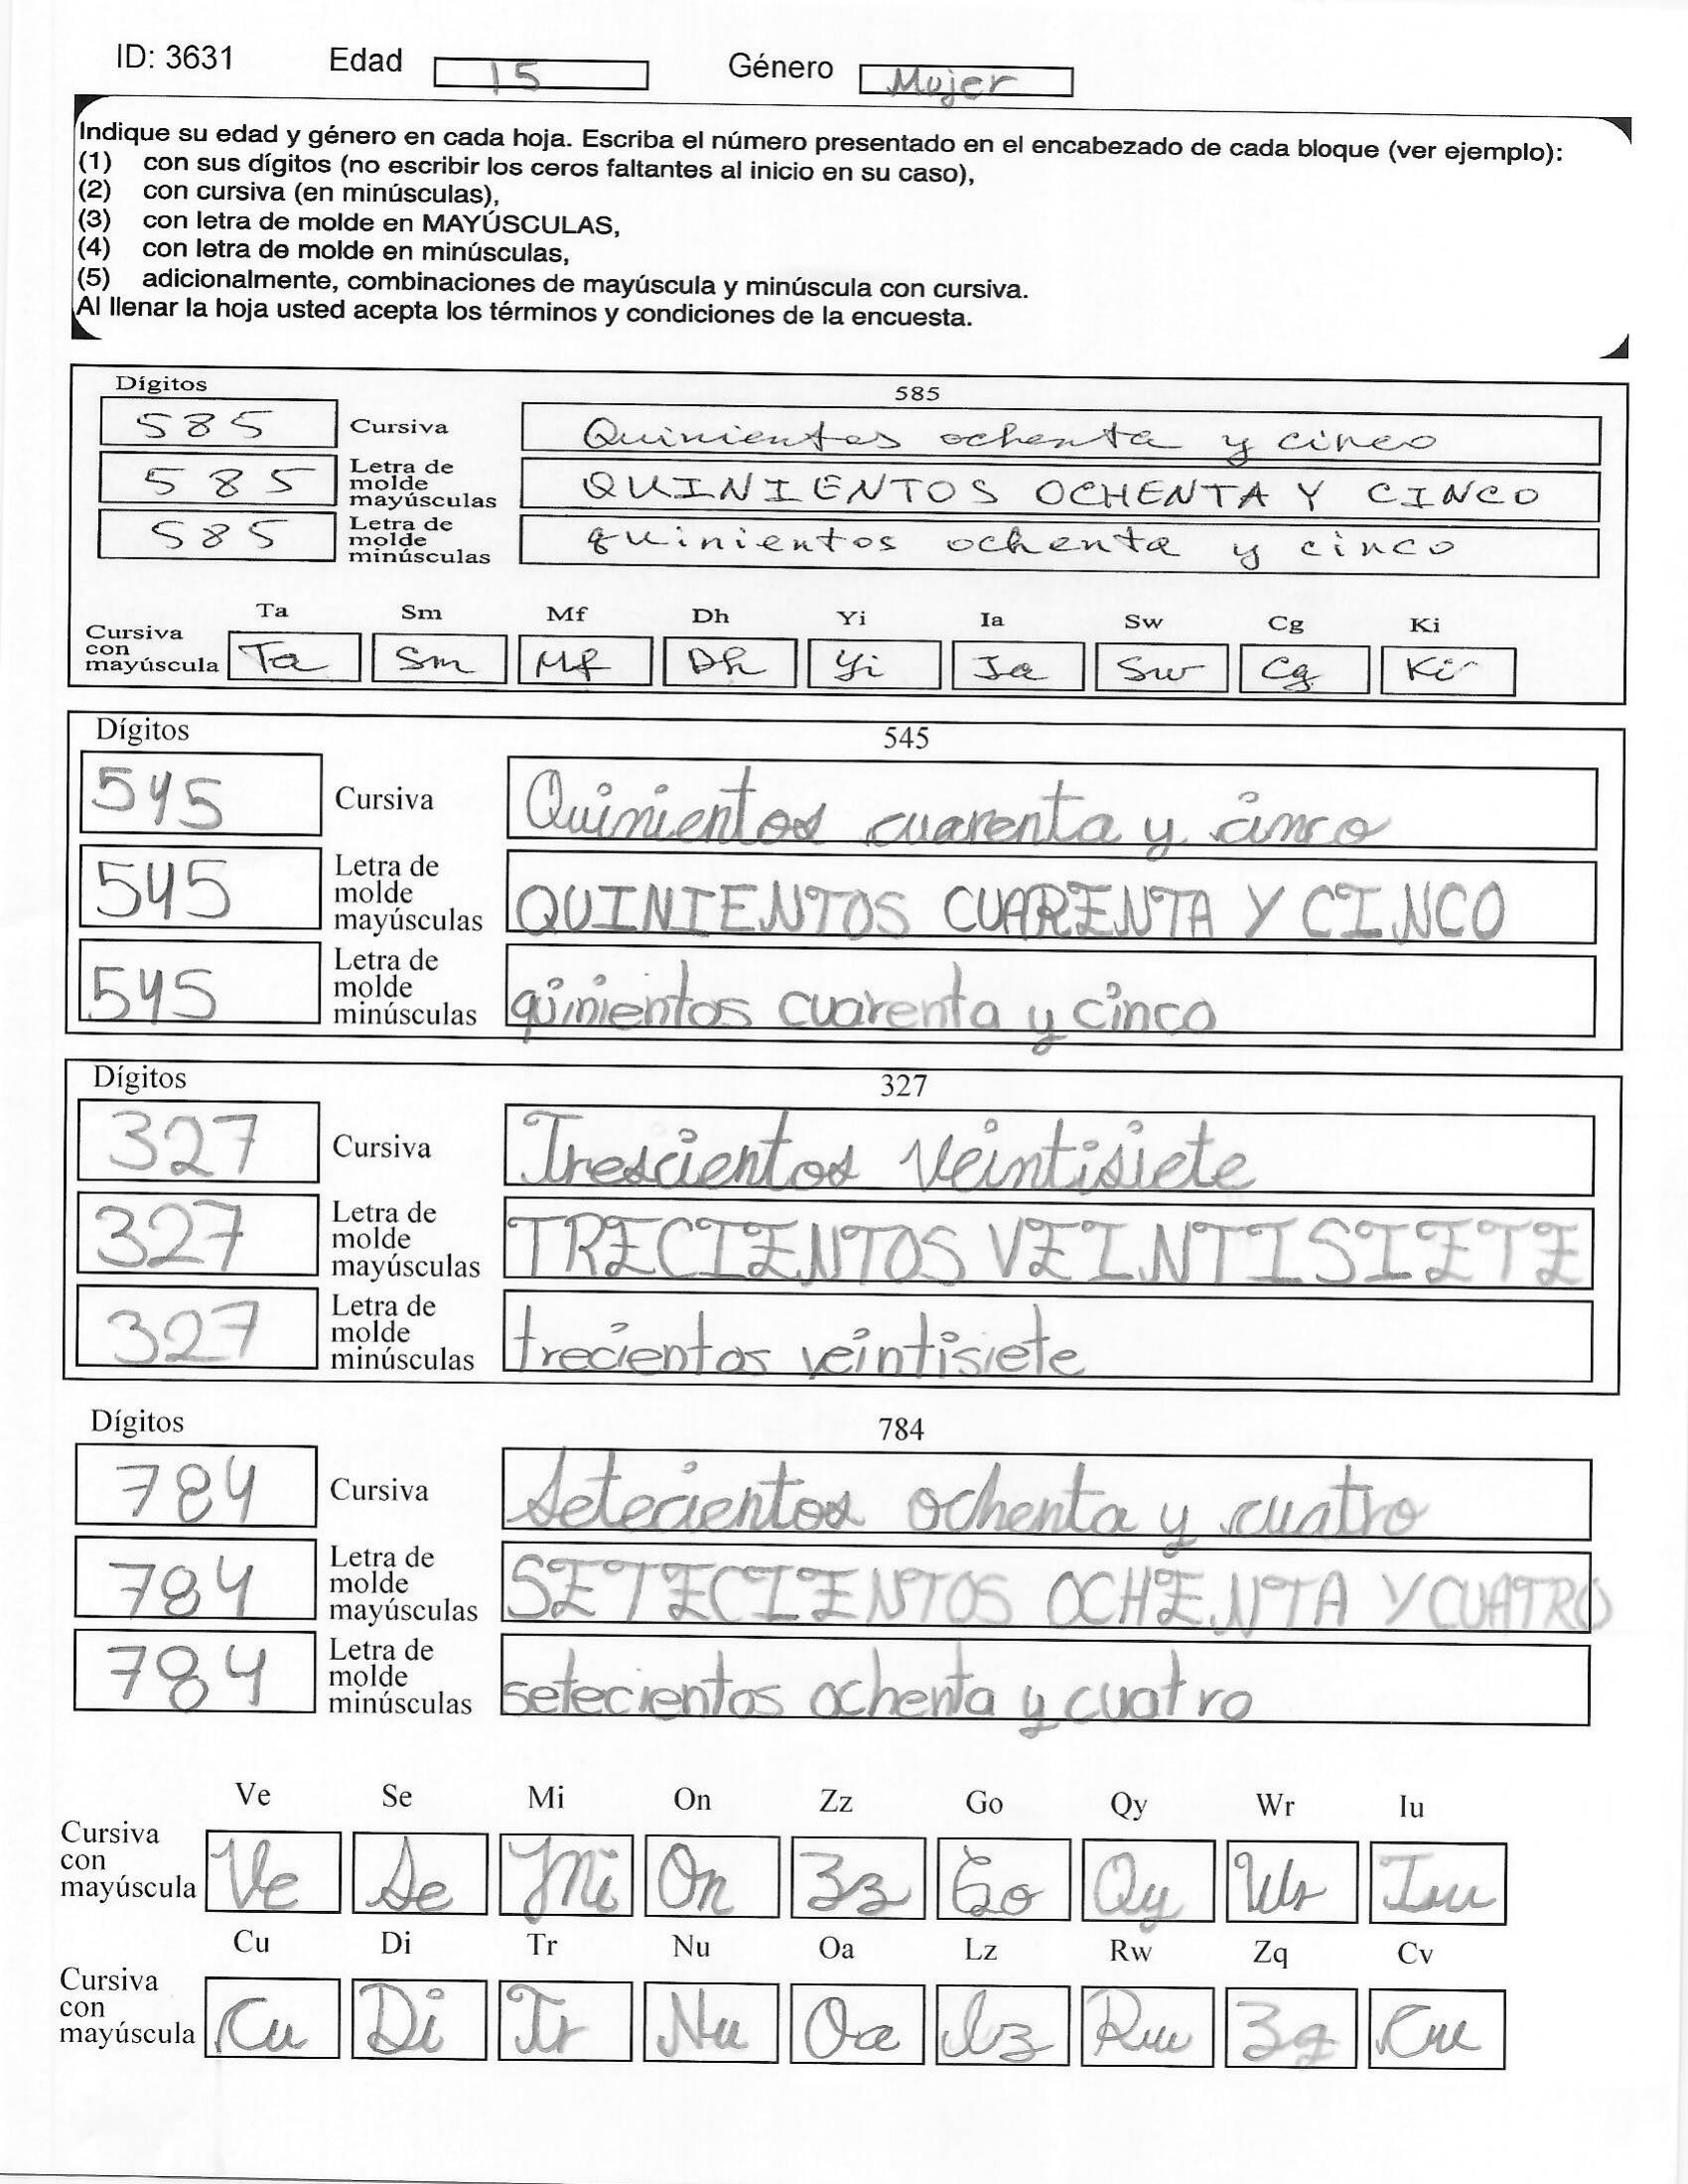 ID: 3631 Edad 15 Género Mujer
Indique su edad y género en cada hoja. Escriba el número presentado en el encabezado de cada bloque (ver ejemplo):
(1) con sus dígitos (no escribir los ceros faltantes al inicio en su caso),
(2) con cursiva (en minúsculas),
(3) con letra de molde en MAYÚSCULAS,
(4) con letra de molde en minúsculas,
(5) adicionalmente, combinaciones de mayúscula y minúscula con cursiva.
Al llenar la hoja usted acepta los términos y condiciones de la encuesta.
Dígitos 585
585 Cursiva Quinientos ochenta y cinco
585 Letra de molde mayúsculas QUINIENTOS OCHENTA Y CINCO
585 Letra de molde minúsculas quinientos ochenta y cinco
Ta Sm Mf Dh Yi Ia Sw Cg Ki
Cursiva con mayúscula Ta Sm Mf Dh Yi Ia Sw Cg Ki
Dígitos 545
545 Cursiva Quinientos cuarenta y cinco
545 Letra de molde mayúsculas QUINIENTOS CUARENTA Y CINCO
545 Letra de molde minúsculas quinientos cuarenta y cinco
Dígitos 327
327 Cursiva Trescientos veintisiete
327 Letra de molde mayúsculas TRECIENTOS VEINTISIETE
327 Letra de molde minúsculas trecientos veintisiete
Dígitos 784
784 Cursiva Setecientos ochenta y cuatro
784 Letra de molde mayúsculas SETECIENTOS OCHENTA Y CUATRO
784 Letra de molde minúsculas setecientos ochenta y cuatro
Ve Se Mi On Zz Go Qy Wr Iu
Cursiva con mayúscula Ve Se Mi On Zz Go Qy Wr Iu
Cu Di Tr Nu Oa Lz Rw Zq Cv
Cursiva con mayúscula Cu Di Tr Nu Oa Lz Rw Zq Cv